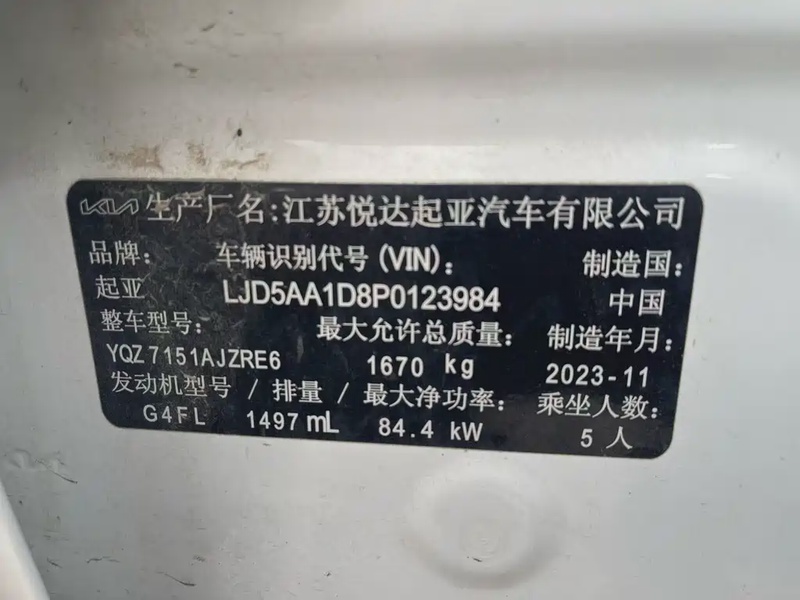 KIA 生产厂名:江苏悦达起亚汽车有限公司
品牌: 车辆识别代号(VIN): 制造国:
起亚 LJD5AA1D8P0123984 中国
整车型号: 最大允许总质量: 制造年月:
YQZ7151AJZRE6 1670 kg 2023-11
发动机型号 / 排量 / 最大净功率: 乘坐人数:
G4FL 1497mL 84.4 kW 5 人